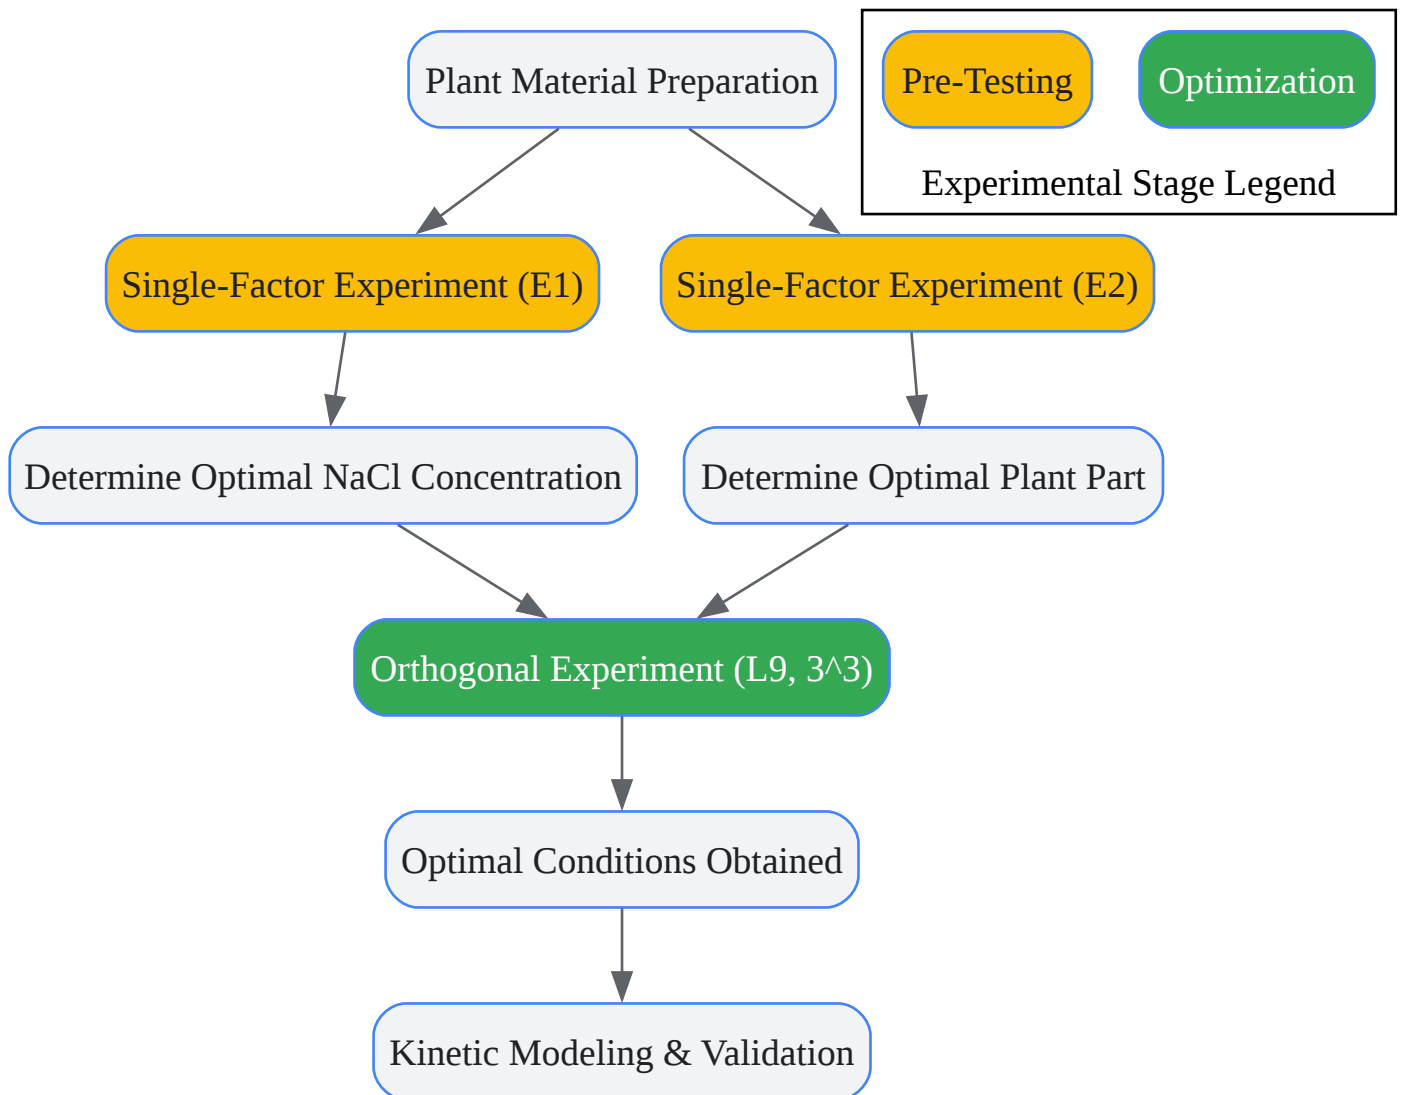 Plant Material Preparation
Pre-Testing
Optimization
Experimental Stage Legend
Single-Factor Experiment (E1)
Single-Factor Experiment (E2)
Determine Optimal NaCl Concentration
Determine Optimal Plant Part
Orthogonal Experiment (L9, 3^3)
Optimal Conditions Obtained
Kinetic Modeling & Validation